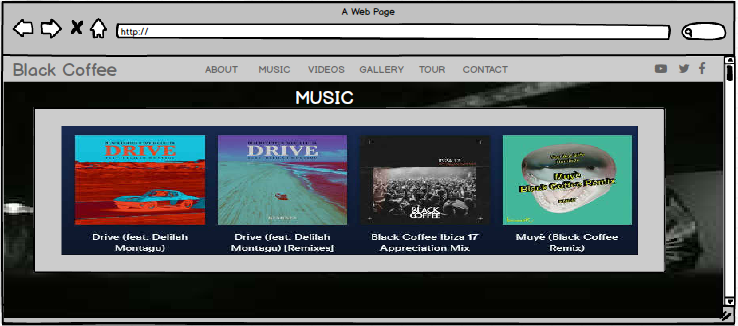 A Web Page
http://
Black Coffee
ABOUT MUSIC VIDEOS GALLERY TOUR CONTACT
MUSIC
DRIVE
DRIVE
IBIZA 17
BLACK COFFEE
Muyè
Black Coffee Remix
Drive (feat. Delilah Montagu)
Drive (feat. Delilah Montagu) [Remixes]
Black Coffee Ibiza 17' Appreciation Mix
Muyè (Black Coffee Remix)